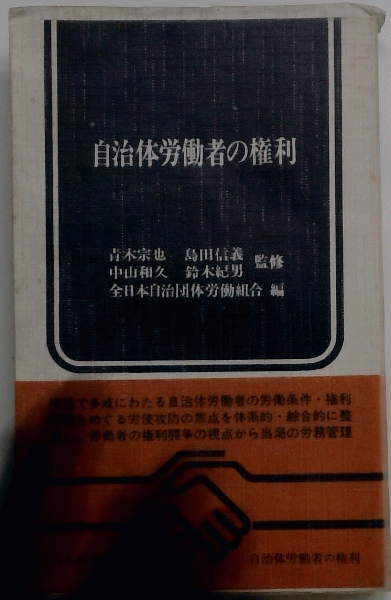 自治体労働者の権利
青木宗也 島田信義 監修
中山和久 鈴木紀男
全日本自治団体労働組合 編
多岐にわたる自治体労働者の労働条件・権利
をめぐる労使攻防の焦点を体系的・綜合的に整
労働者の権利闘争の視点から当局の労務管理
自治体労働者の権利